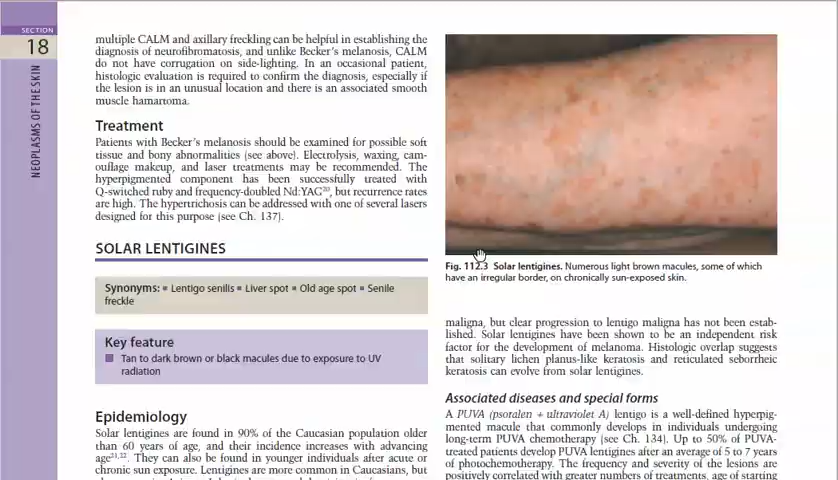 SECTION
18
NEOPLASMS OF THE SKIN
multiple CALM and axillary freckling can be helpful in establishing the
diagnosis of neurofibromatosis, and unlike Becker's melanosis, CALM
do not have corrugation on side-lighting. In an occasional patient,
histologic evaluation is required to confirm the diagnosis, especially if
the lesion is in an unusual location and there is an associated smooth
muscle hamartoma.
Treatment
Patients with Becker's melanosis should be examined for possible soft
tissue and bony abnormalities (see above). Electrolysis, waxing, cam-
ouflage makeup, and laser treatments may be recommended. The
hyperpigmented component has been successfully treated with
Q-switched ruby and frequency-doubled Nd:YAG20, but recurrence rates
are high. The hypertrichosis can be addressed with one of several lasers
designed for this purpose (see Ch. 137).
SOLAR LENTIGINES
Synonyms: ▪ Lentigo senilis ▪ Liver spot ▪ Old age spot ▪ Senile
freckle
Key feature
■ Tan to dark brown or black macules due to exposure to UV
radiation
Epidemiology
Solar lentigines are found in 90% of the Caucasian population older
than 60 years of age, and their incidence increases with advancing
age21,22. They can also be found in younger individuals after acute or
chronic sun exposure. Lentigines are more common in Caucasians, but
Fig. 112.3 Solar lentigines. Numerous light brown macules, some of which
have an irregular border, on chronically sun-exposed skin.
maligna, but clear progression to lentigo maligna has not been estab-
lished. Solar lentigines have been shown to be an independent risk
factor for the development of melanoma. Histologic overlap suggests
that solitary lichen planus-like keratosis and reticulated seborrheic
keratosis can evolve from solar lentigines.
Associated diseases and special forms
A PUVA (psoralen + ultraviolet A) lentigo is a well-defined hyperpig-
mented macule that commonly develops in individuals undergoing
long-term PUVA chemotherapy (see Ch. 134). Up to 50% of PUVA-
treated patients develop PUVA lentigines after an average of 5 to 7 years
of photochemotherapy. The frequency and severity of the lesions are
positively correlated with greater numbers of treatments, age of starting